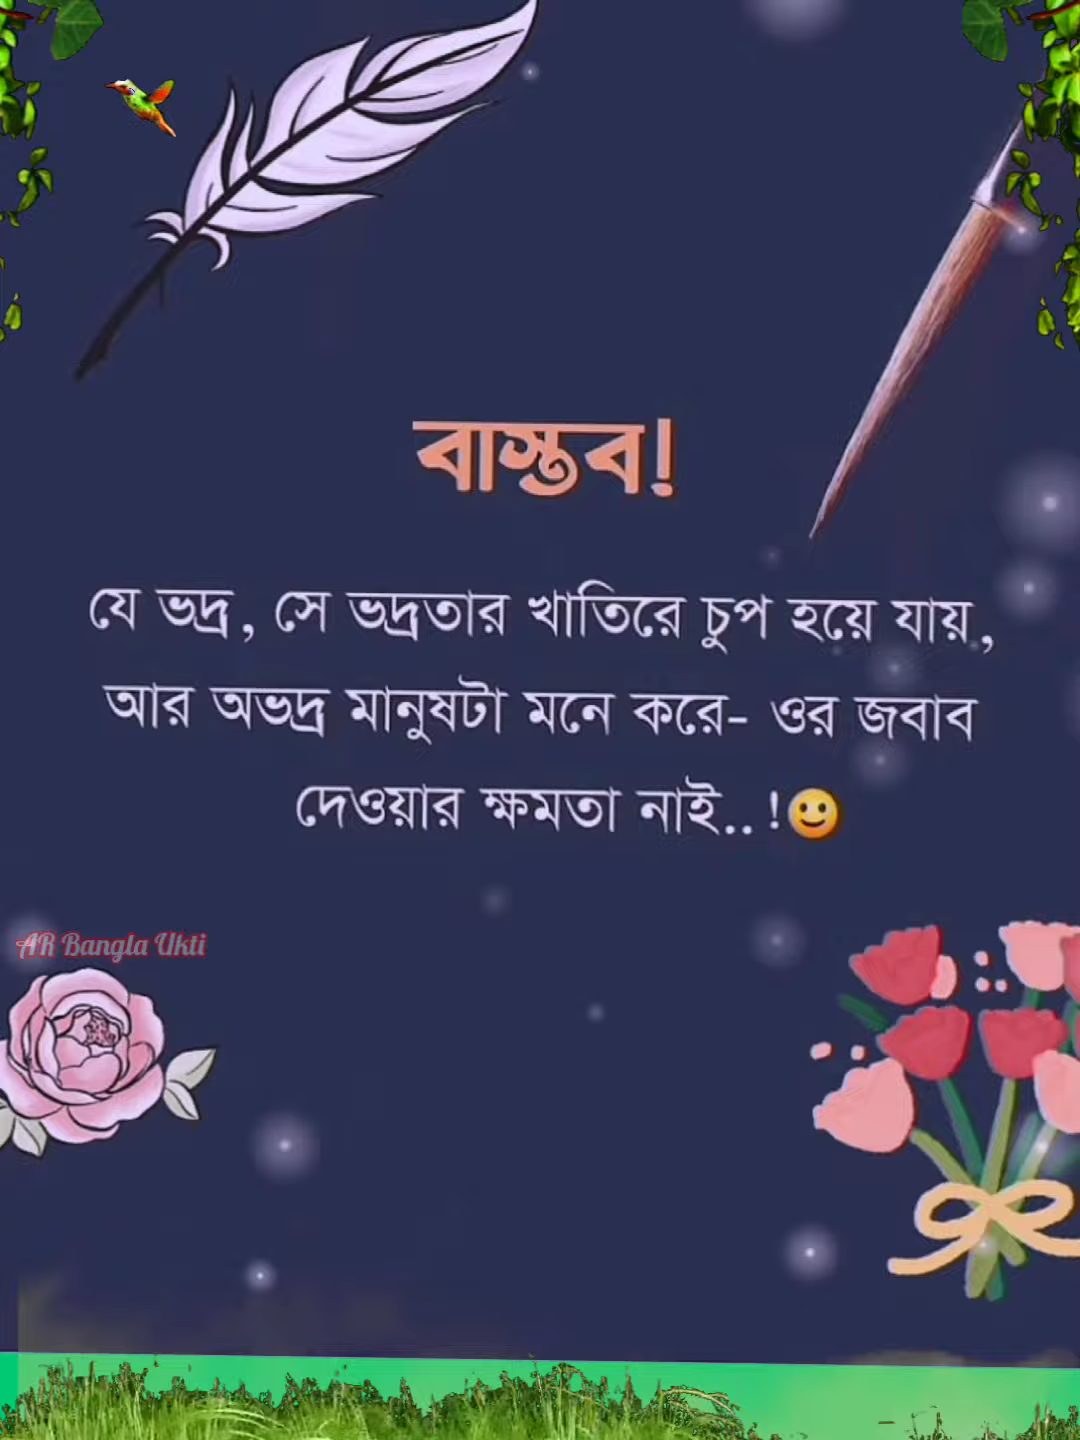 বাস্তব!
যে ভদ্র, সে ভদ্রতার খাতিরে চুপ হয়ে যায়,
আর অভদ্র মানুষটা মনে করে- ওর জবাব
দেওয়ার ক্ষমতা নাই..!🙂
AR Bangla Ukti